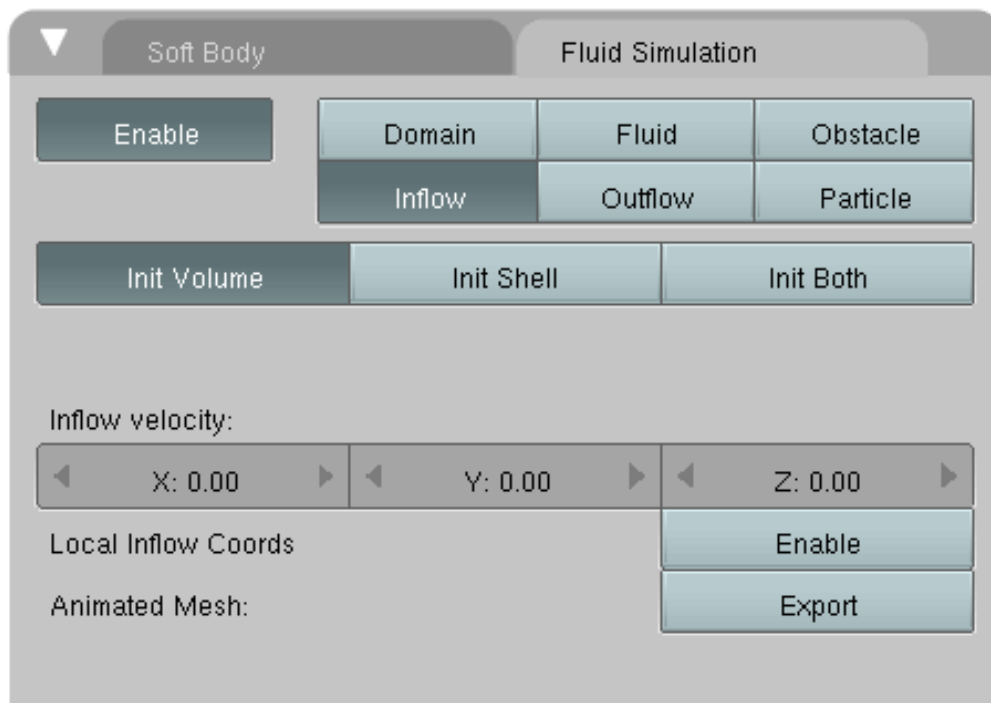 Soft Body Fluid Simulation
Enable Domain Fluid Obstacle
Inflow Outflow Particle
Init Volume Init Shell Init Both
Inflow velocity:
X: 0.00 Y: 0.00 Z: 0.00
Local Inflow Coords Enable
Animated Mesh: Export